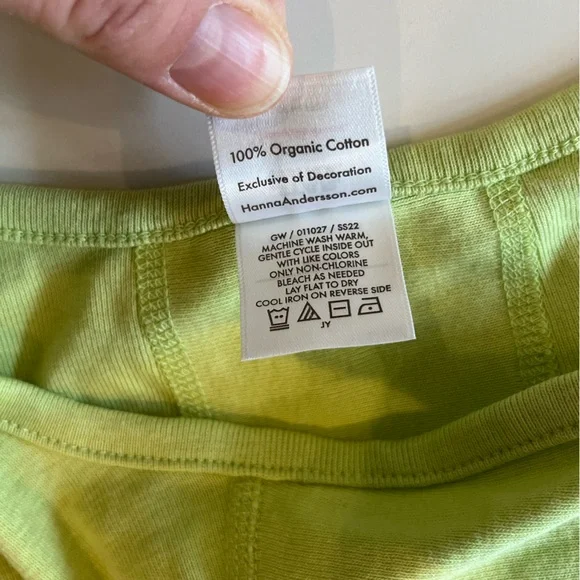 100% Organic Cotton
Exclusive of Decoration
HannaAndersson.com
GW / 011027 / SS22
MACHINE WASH WARM,
GENTLE CYCLE INSIDE OUT
WITH LIKE COLORS
ONLY NON-CHLORINE
BLEACH AS NEEDED
LAY FLAT TO DRY
COOL IRON ON REVERSE SIDE
JY